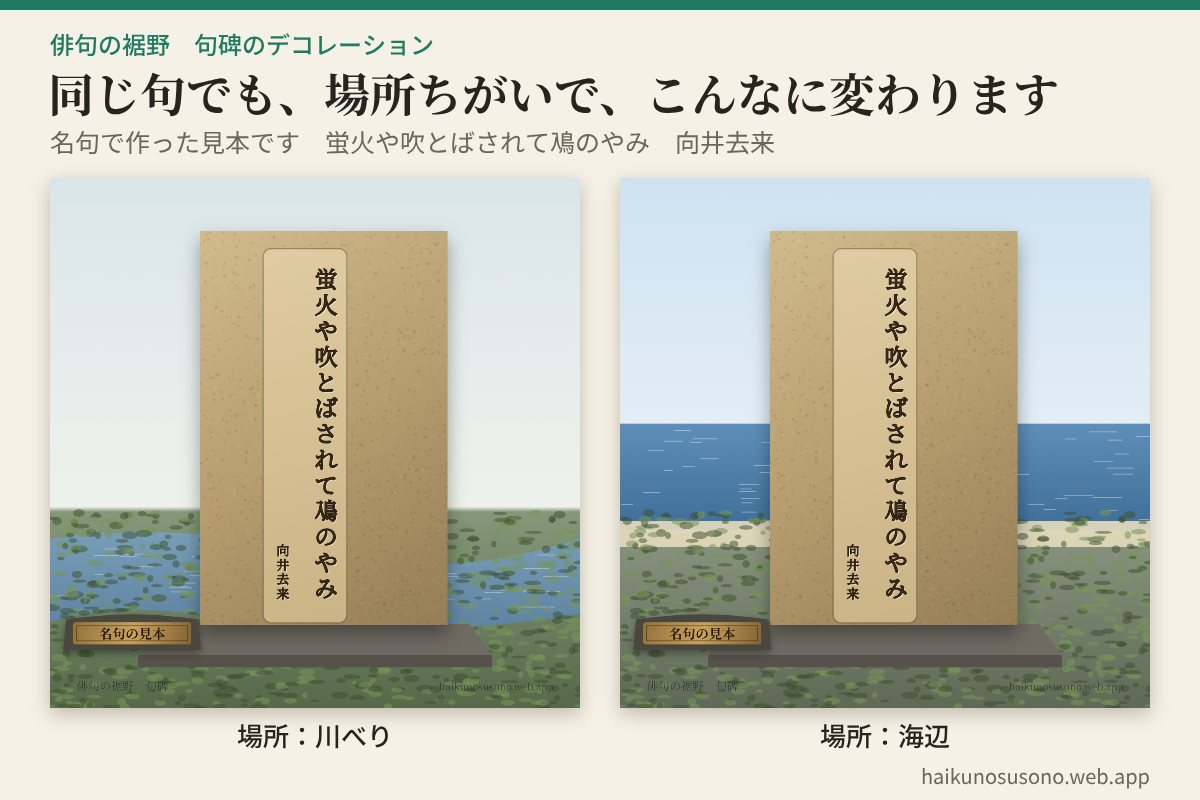 俳句の裾野　句碑のデコレーション
同じ句でも、場所ちがいで、こんなに変わります
名句で作った見本です　蛍火や吹とばされて鳰のやみ　向井去来
蛍火や吹とばされて鳰のやみ
向井去来
名句の見本
俳句の裾野　句碑
haikunosusono.web.app
場所：川べり
蛍火や吹とばされて鳰のやみ
向井去来
名句の見本
俳句の裾野　句碑
haikunosusono.web.app
場所：海辺
haikunosusono.web.app